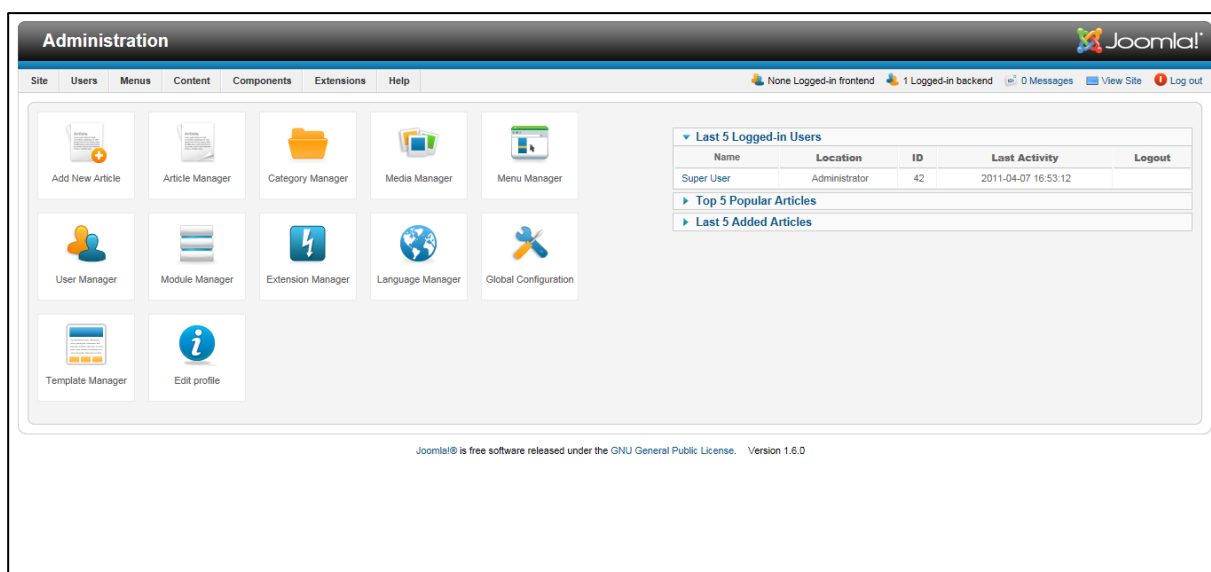 Administration
Joomla!
Site Users Menus Content Components Extensions Help
None Logged-in frontend 1 Logged-in backend 0 Messages View Site Log out
Add New Article Article Manager Category Manager Media Manager Menu Manager
User Manager Module Manager Extension Manager Language Manager Global Configuration
Template Manager Edit profile
Last 5 Logged-in Users
Name Location ID Last Activity Logout
Super User Administrator 42 2011-04-07 16:53:12
Top 5 Popular Articles
Last 5 Added Articles
Joomla!® is free software released under the GNU General Public License. Version 1.6.0